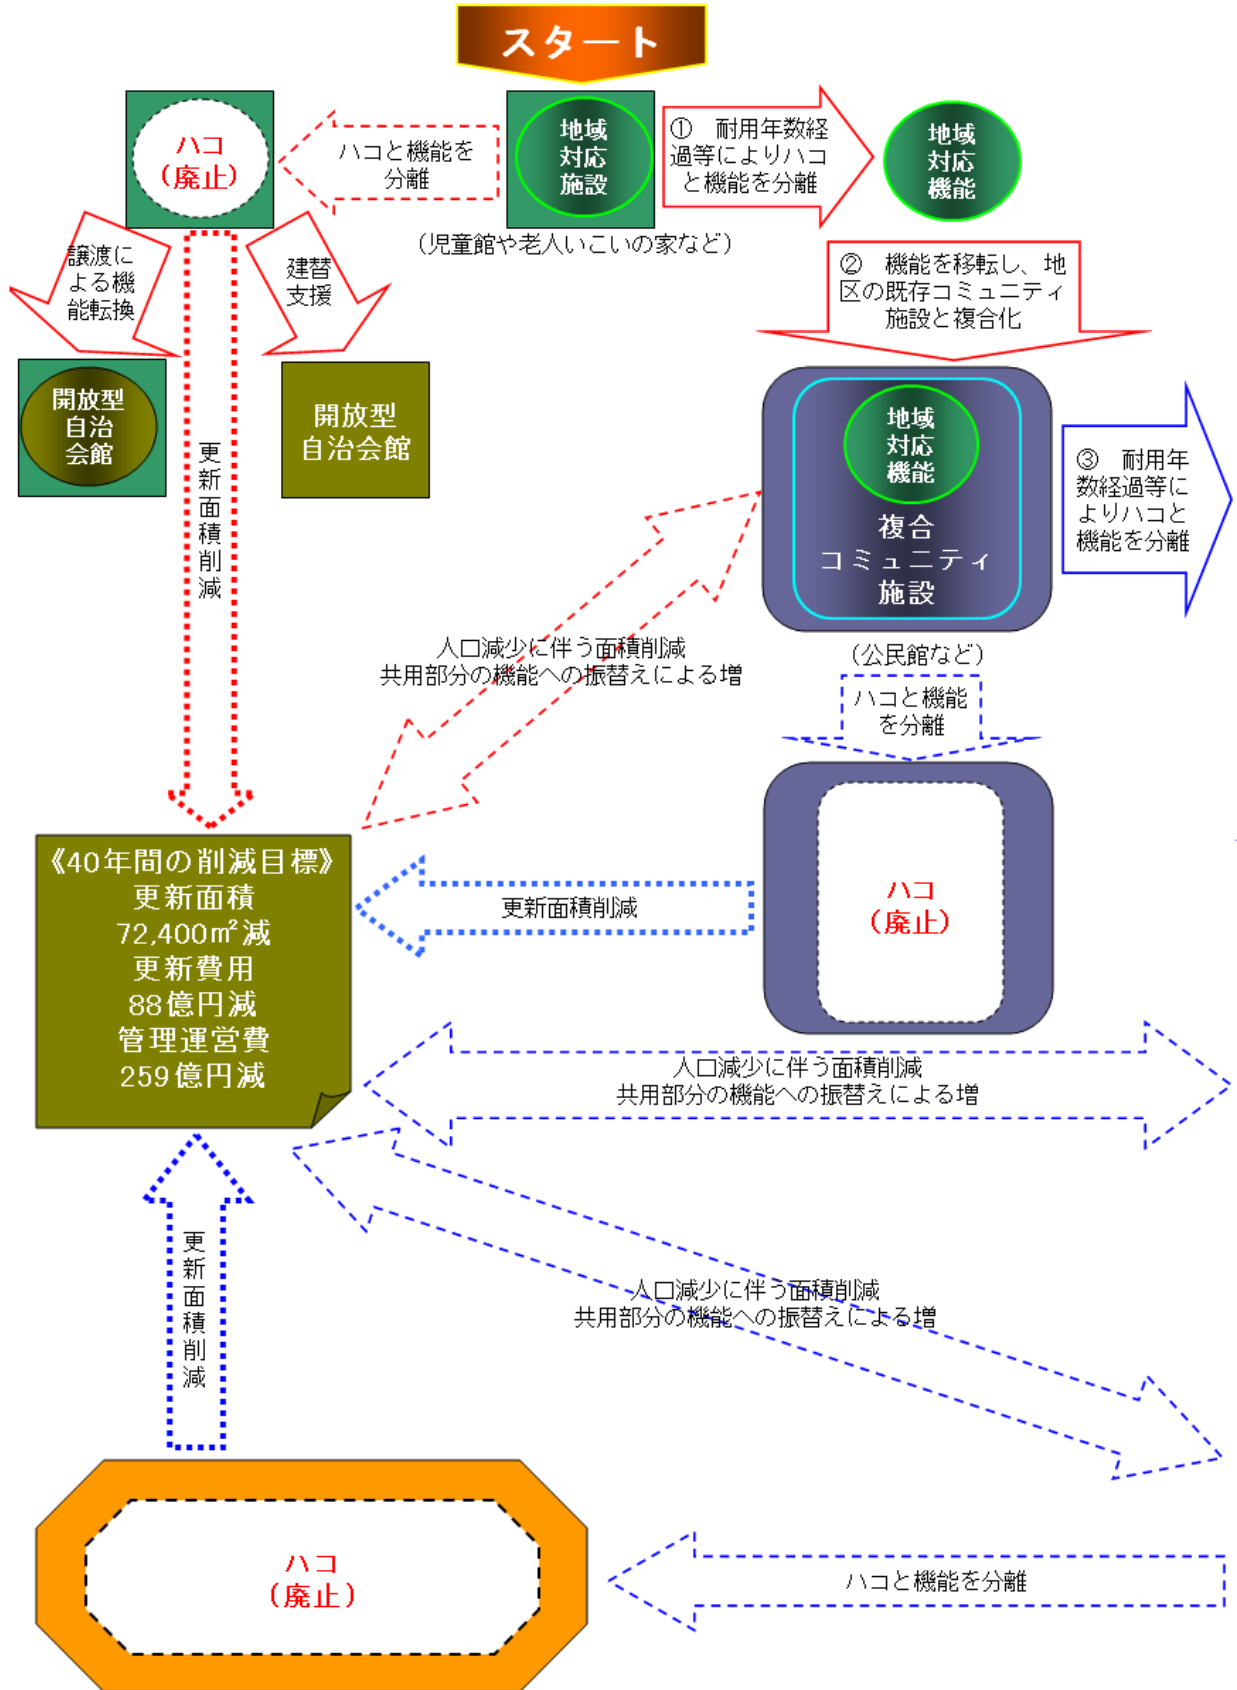 スタート
ハコ
(廃止)
ハコと機能を
分離
地域
対応
施設
① 耐用年数経
過等によりハコ
と機能を分離
地域
対応
機能
(児童館や老人いこいの家など)
譲渡に
よる機
能転換
建替
支援
② 機能を移転し、地
区の既存コミュニティ
施設と複合化
開放型
自治
会館
開放型
自治会館
更新面積削減
地域
対応
機能
複合
コミュニティ
施設
③ 耐用年
数経過等に
よりハコと
機能を分離
人口減少に伴う面積削減
共用部分の機能への振替えによる増
(公民館など)
ハコと機能
を分離
《40年間の削減目標》
更新面積
72,400㎡減
更新費用
88億円減
管理運営費
259億円減
更新面積削減
ハコ
(廃止)
人口減少に伴う面積削減
共用部分の機能への振替えによる増
更新面積削減
人口減少に伴う面積削減
共用部分の機能への振替えによる増
ハコ
(廃止)
ハコと機能を分離